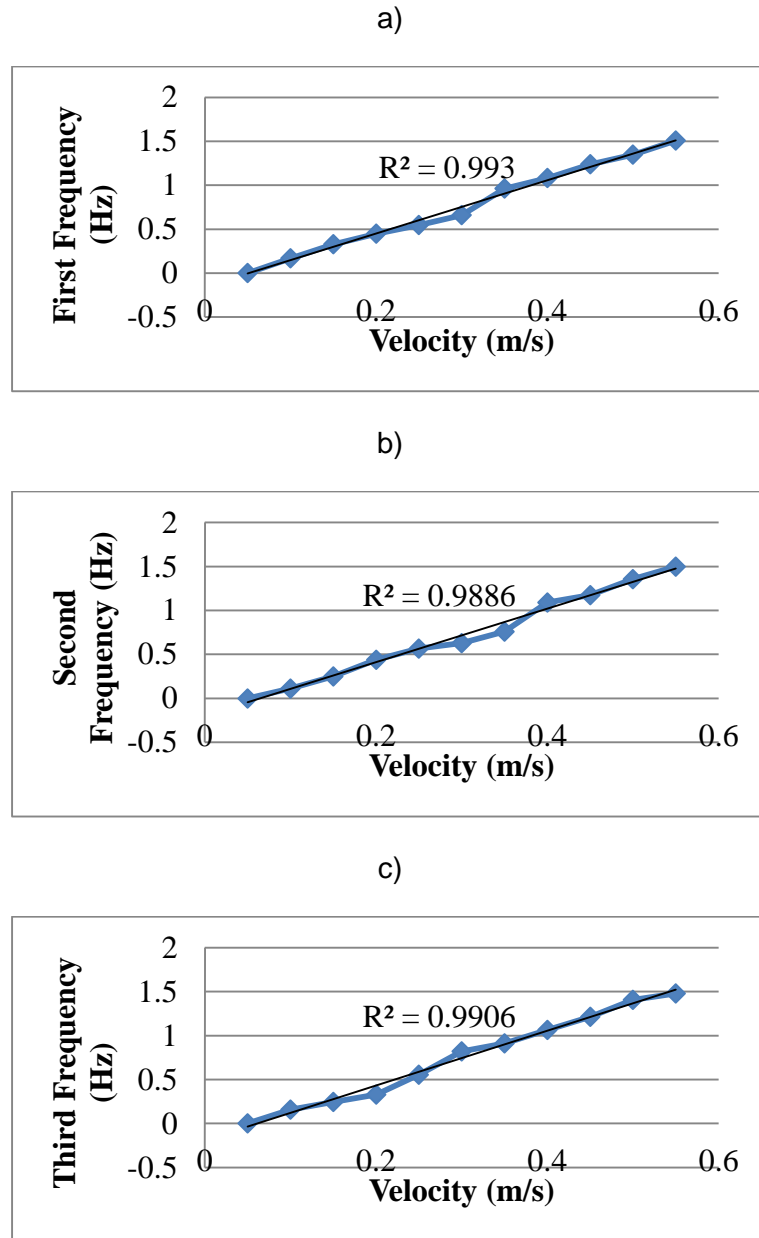 a)
First Frequency
(Hz)
2
1.5
1
0.5
0
-0.5
R² = 0.993
0
0.2
0.4
0.6
Velocity (m/s)
b)
Second
Frequency (Hz)
2
1.5
1
0.5
0
-0.5
R² = 0.9886
0
0.2
0.4
0.6
Velocity (m/s)
c)
Third Frequency
(Hz)
2
1.5
1
0.5
0
-0.5
R² = 0.9906
0
0.2
0.4
0.6
Velocity (m/s)